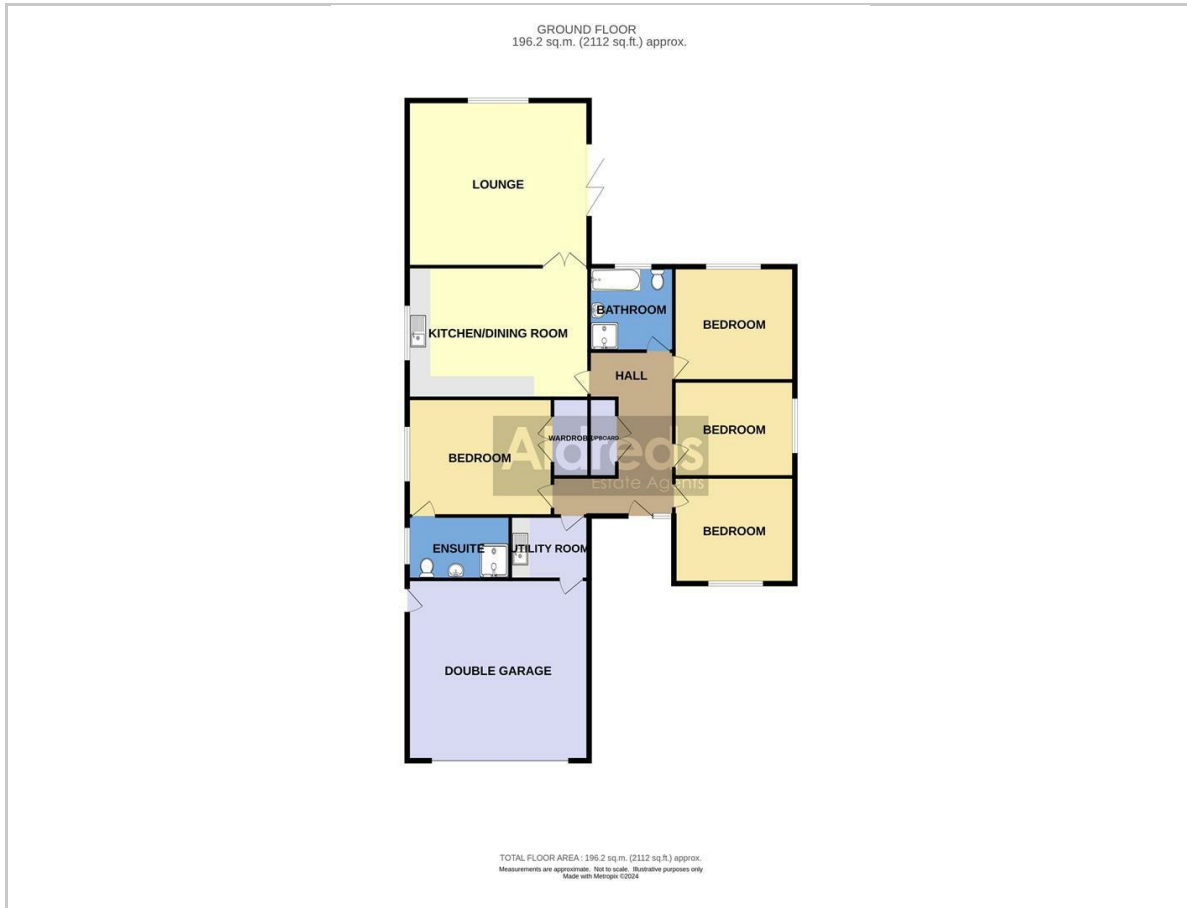 GROUND FLOOR
196.2 sq.m. (2112 sq.ft.) approx.
LOUNGE
KITCHEN/DINING ROOM
BATHROOM
BEDROOM
HALL
BEDROOM
WARDROBE
CUPBOARD
BEDROOM
Aldreds
Estate Agents
BEDROOM
ENSUITE
UTILITY ROOM
DOUBLE GARAGE
TOTAL FLOOR AREA : 196.2 sq.m. (2112 sq.ft.) approx.
Measurements are approximate. Not to scale. Illustrative purposes only
Made with Metropix ©2024